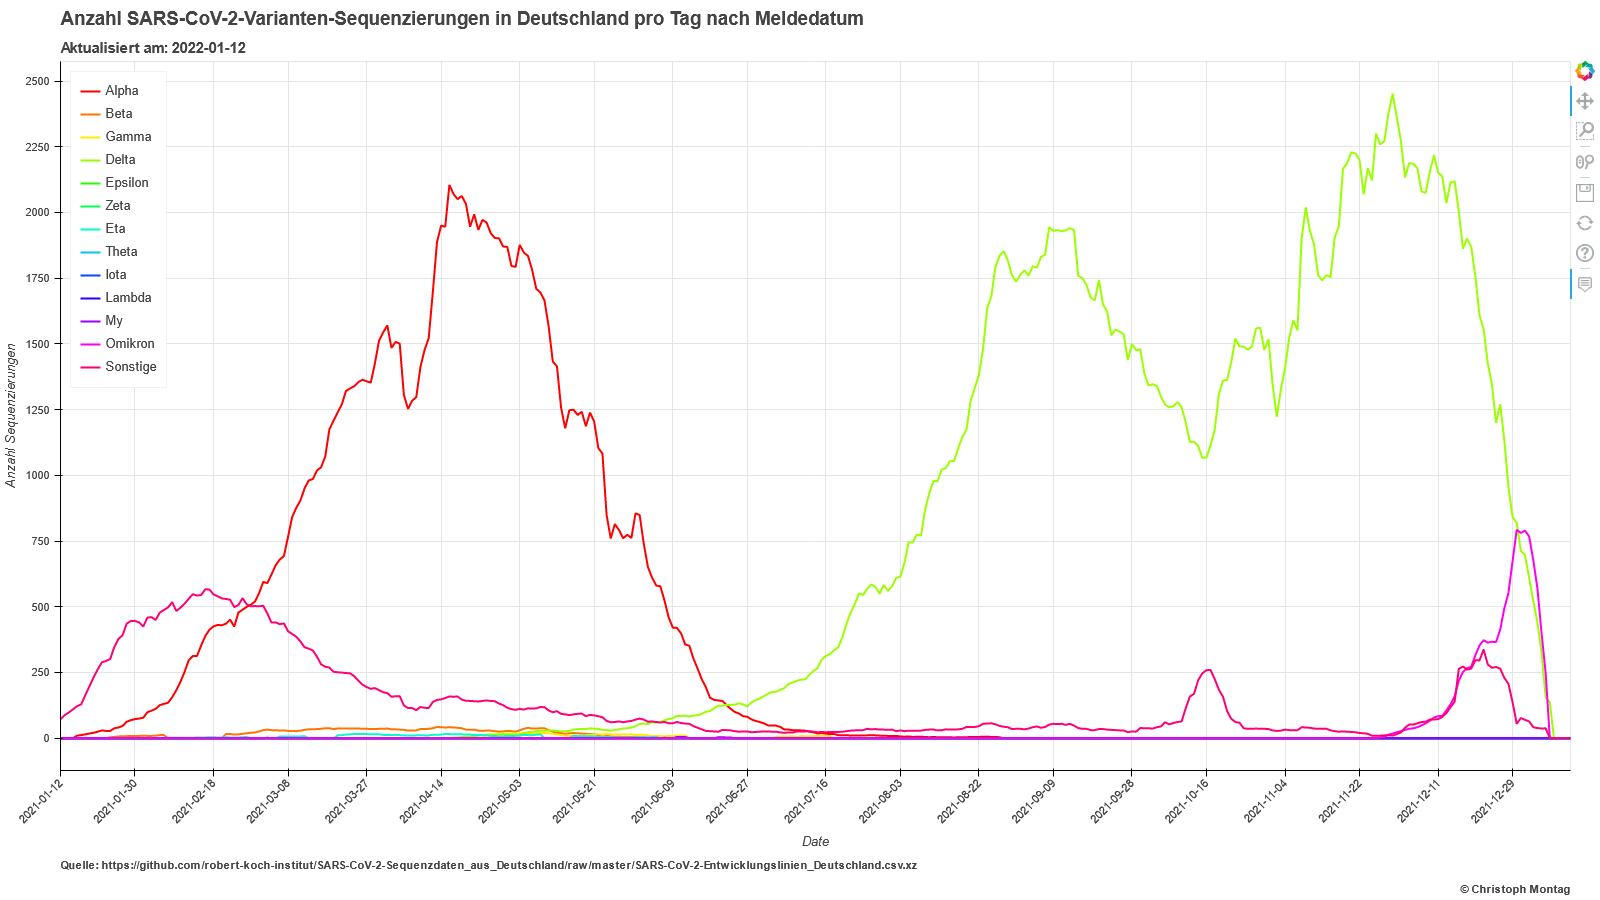 Anzahl SARS-CoV-2-Varianten-Sequenzierungen in Deutschland pro Tag nach Meldedatum
Aktualisiert am: 2022-01-12
2500
2250
2000
1750
1500
1250
1000
750
500
250
0
Anzahl Sequenzierungen
Alpha
Beta
Gamma
Delta
Epsilon
Zeta
Eta
Theta
Iota
Lambda
My
Omikron
Sonstige
2021-01-12
2021-01-30
2021-02-18
2021-03-08
2021-03-27
2021-04-14
2021-05-03
2021-05-21
2021-06-09
2021-06-27
2021-07-16
2021-08-03
2021-08-22
2021-09-09
2021-09-28
2021-10-16
2021-11-04
2021-11-22
2021-12-11
2021-12-29
Date
Quelle: https://github.com/robert-koch-institut/SARS-CoV-2-Sequenzdaten_aus_Deutschland/raw/master/SARS-CoV-2-Entwicklungslinien_Deutschland.csv.xz
© Christoph Montag